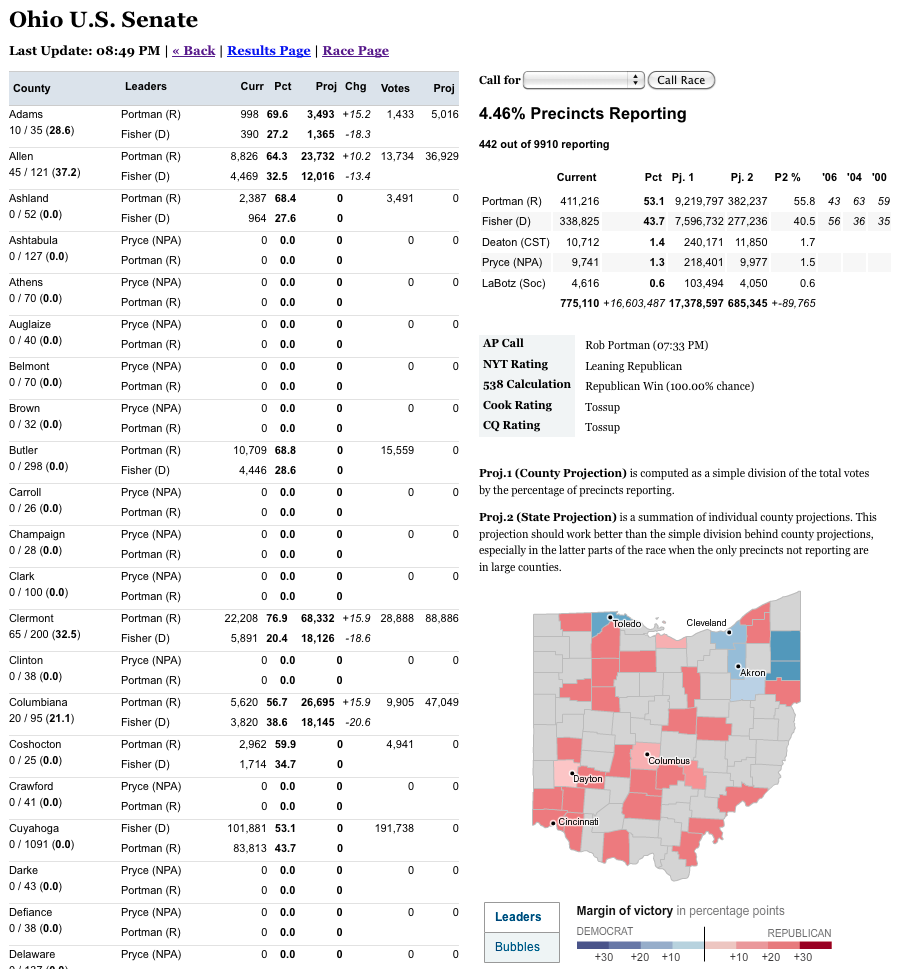 Ohio U.S. Senate
Last Update: 08:49 PM | « Back | Results Page | Race Page
County Leaders Curr Pct Proj Chg Votes Proj
Adams Portman (R) 998 69.6 3,493 +15.2 1,433 5,016
10 / 35 (28.6) Fisher (D) 390 27.2 1,365 -18.3
Allen Portman (R) 8,826 64.3 23,732 +10.2 13,734 36,929
45 / 121 (37.2) Fisher (D) 4,469 32.5 12,016 -13.4
Ashland Portman (R) 2,387 68.4 0 3,491 0
0 / 52 (0.0) Fisher (D) 964 27.6 0
Ashtabula Pryce (NPA) 0 0.0 0 0 0
0 / 127 (0.0) Portman (R) 0 0.0 0
Athens Pryce (NPA) 0 0.0 0 0 0
0 / 70 (0.0) Portman (R) 0 0.0 0
Auglaize Pryce (NPA) 0 0.0 0 0 0
0 / 40 (0.0) Portman (R) 0 0.0 0
Belmont Pryce (NPA) 0 0.0 0 0 0
0 / 70 (0.0) Portman (R) 0 0.0 0
Brown Pryce (NPA) 0 0.0 0 0 0
0 / 32 (0.0) Portman (R) 0 0.0 0
Butler Portman (R) 10,709 68.8 0 15,559 0
0 / 298 (0.0) Fisher (D) 4,446 28.6 0
Carroll Pryce (NPA) 0 0.0 0 0 0
0 / 26 (0.0) Portman (R) 0 0.0 0
Champaign Pryce (NPA) 0 0.0 0 0 0
0 / 28 (0.0) Portman (R) 0 0.0 0
Clark Pryce (NPA) 0 0.0 0 0 0
0 / 100 (0.0) Portman (R) 0 0.0 0
Clermont Portman (R) 22,208 76.9 68,332 +15.9 28,888 88,886
65 / 200 (32.5) Fisher (D) 5,891 20.4 18,126 -18.6
Clinton Pryce (NPA) 0 0.0 0 0 0
0 / 38 (0.0) Portman (R) 0 0.0 0
Columbiana Portman (R) 5,620 56.7 26,695 +15.9 9,905 47,049
20 / 95 (21.1) Fisher (D) 3,820 38.6 18,145 -20.6
Coshocton Portman (R) 2,962 59.9 0 4,941 0
0 / 25 (0.0) Fisher (D) 1,714 34.7 0
Crawford Pryce (NPA) 0 0.0 0 0 0
0 / 41 (0.0) Portman (R) 0 0.0 0
Cuyahoga Fisher (D) 101,881 53.1 0 191,738 0
0 / 1091 (0.0) Portman (R) 83,813 43.7 0
Darke Pryce (NPA) 0 0.0 0 0 0
0 / 43 (0.0) Portman (R) 0 0.0 0
Defiance Pryce (NPA) 0 0.0 0 0 0
0 / 38 (0.0) Portman (R) 0 0.0 0
Delaware Pryce (NPA) 0 0.0 0 0 0
Call for Call Race
4.46% Precincts Reporting
442 out of 9910 reporting
Current Pct Pj. 1 Pj. 2 P2 % '06 '04 '00
Portman (R) 411,216 53.1 9,219,797 382,237 55.8 43 63 59
Fisher (D) 338,825 43.7 7,596,732 277,236 40.5 56 36 35
Deaton (CST) 10,712 1.4 240,171 11,850 1.7
Pryce (NPA) 9,741 1.3 218,401 9,977 1.5
LaBotz (Soc) 4,616 0.6 103,494 4,050 0.6
775,110 +16,603,487 17,378,597 685,345 +-89,765
AP Call Rob Portman (07:33 PM)
NYT Rating Leaning Republican
538 Calculation Republican Win (100.00% chance)
Cook Rating Tossup
CQ Rating Tossup
Proj.1 (County Projection) is computed as a simple division of the total votes
by the percentage of precincts reporting.
Proj.2 (State Projection) is a summation of individual county projections. This
projection should work better than the simple division behind county projections,
especially in the latter parts of the race when the only precincts not reporting are
in large counties.
Toledo
Cleveland
Akron
Columbus
Dayton
Cincinnati
Leaders
Bubbles
Margin of victory in percentage points
DEMOCRAT REPUBLICAN
+30 +20 +10 +10 +20 +30